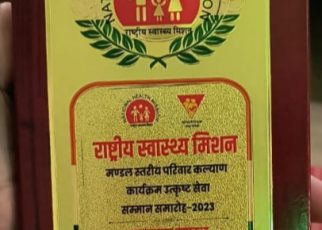 राष्ट्रीय स्वास्थ्य मिशन
राष्ट्रीय स्वास्थ्य मिशन
मण्डल स्तरीय परिवार कल्याण
कार्यक्रम उत्कृष्ट सेवा
सम्मान समारोह-2023